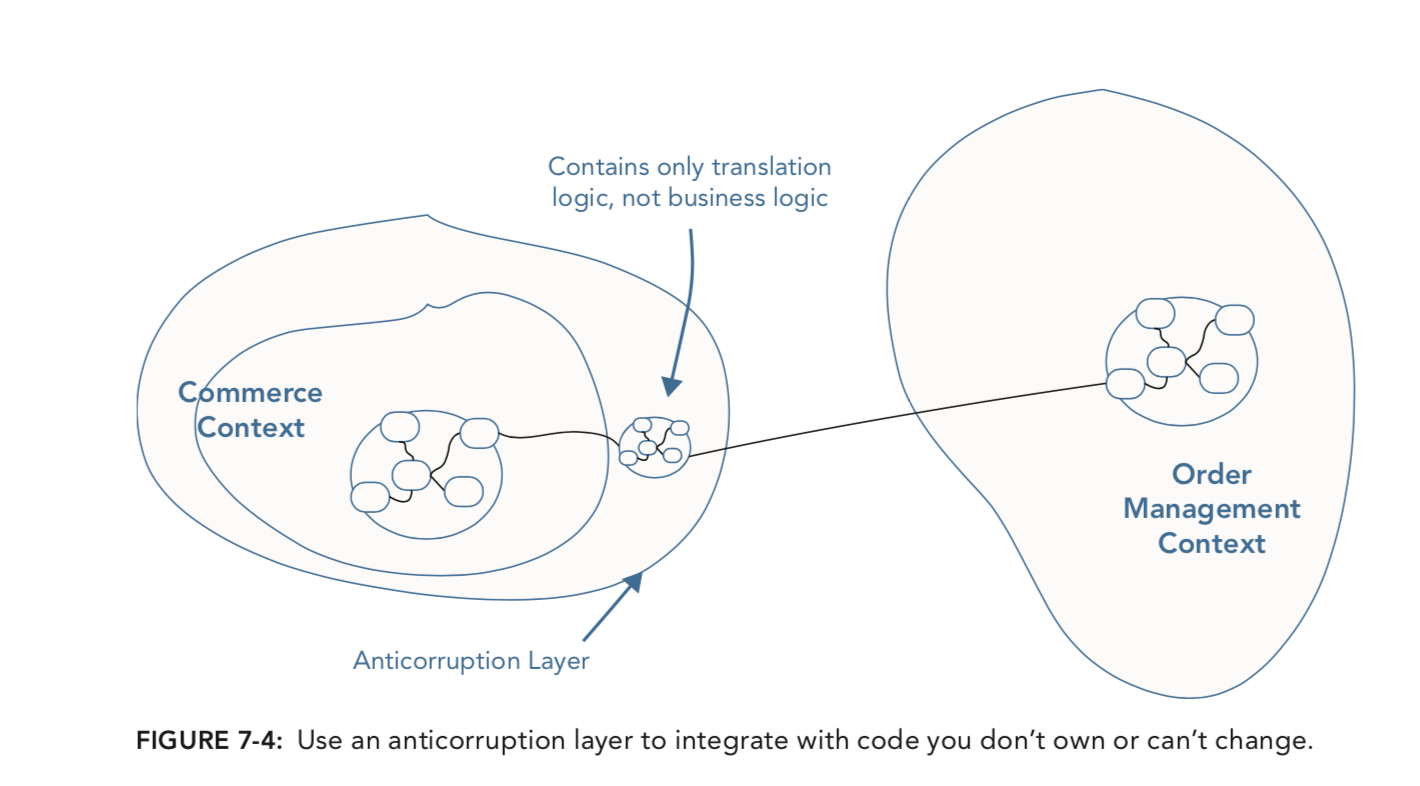 Contains only translation
logic, not business logic
Commerce
Context
Order
Management
Context
Anticorruption Layer
FIGURE 7-4: Use an anticorruption layer to integrate with code you don’t own or can’t change.